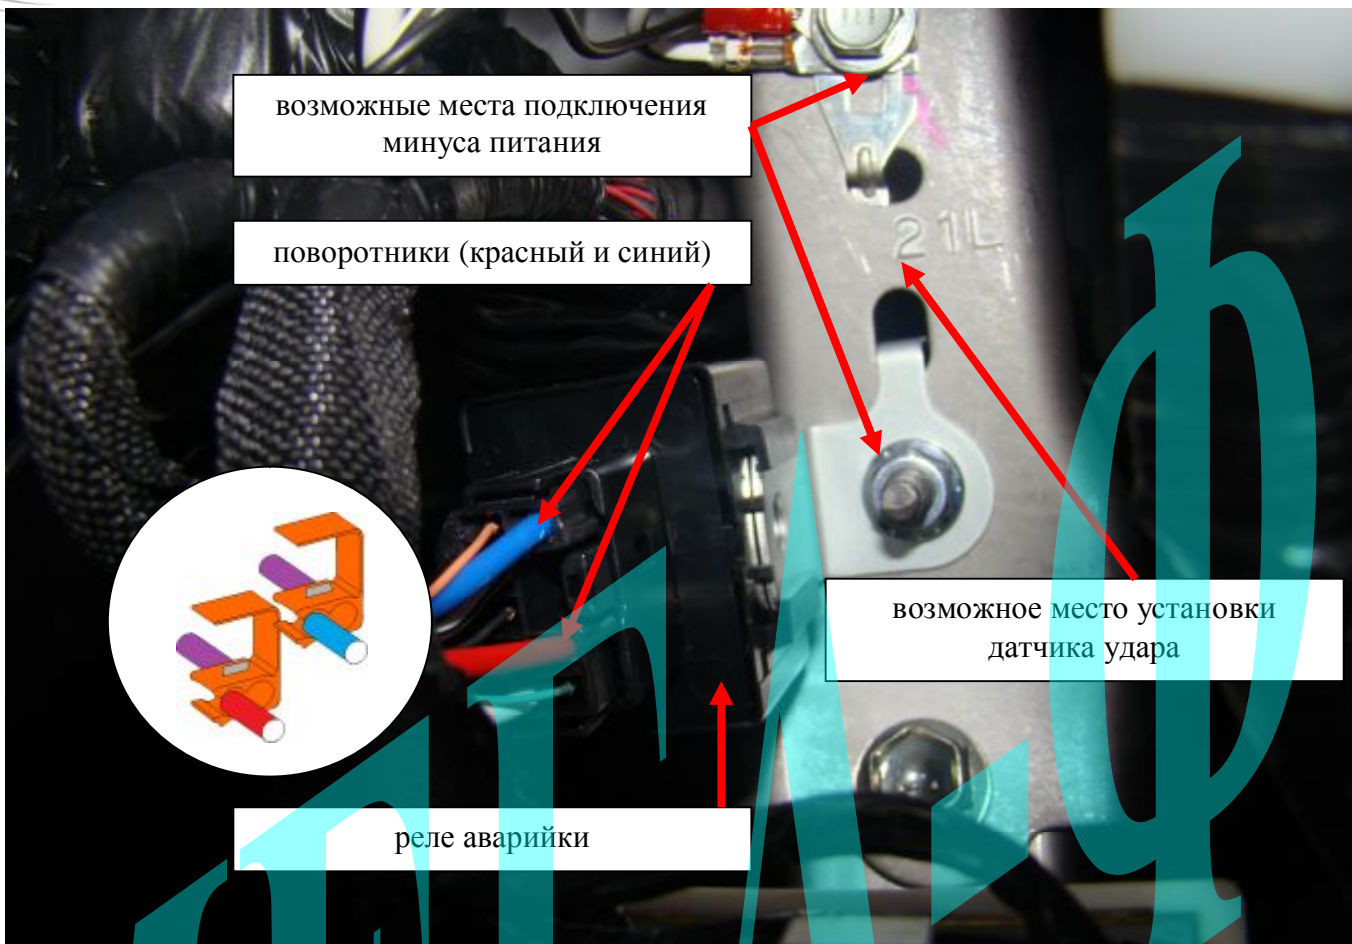 возможные места подключения
минуса питания
поворотники (красный и синий)
21L
возможное место установки
датчика удара
реле аварийки